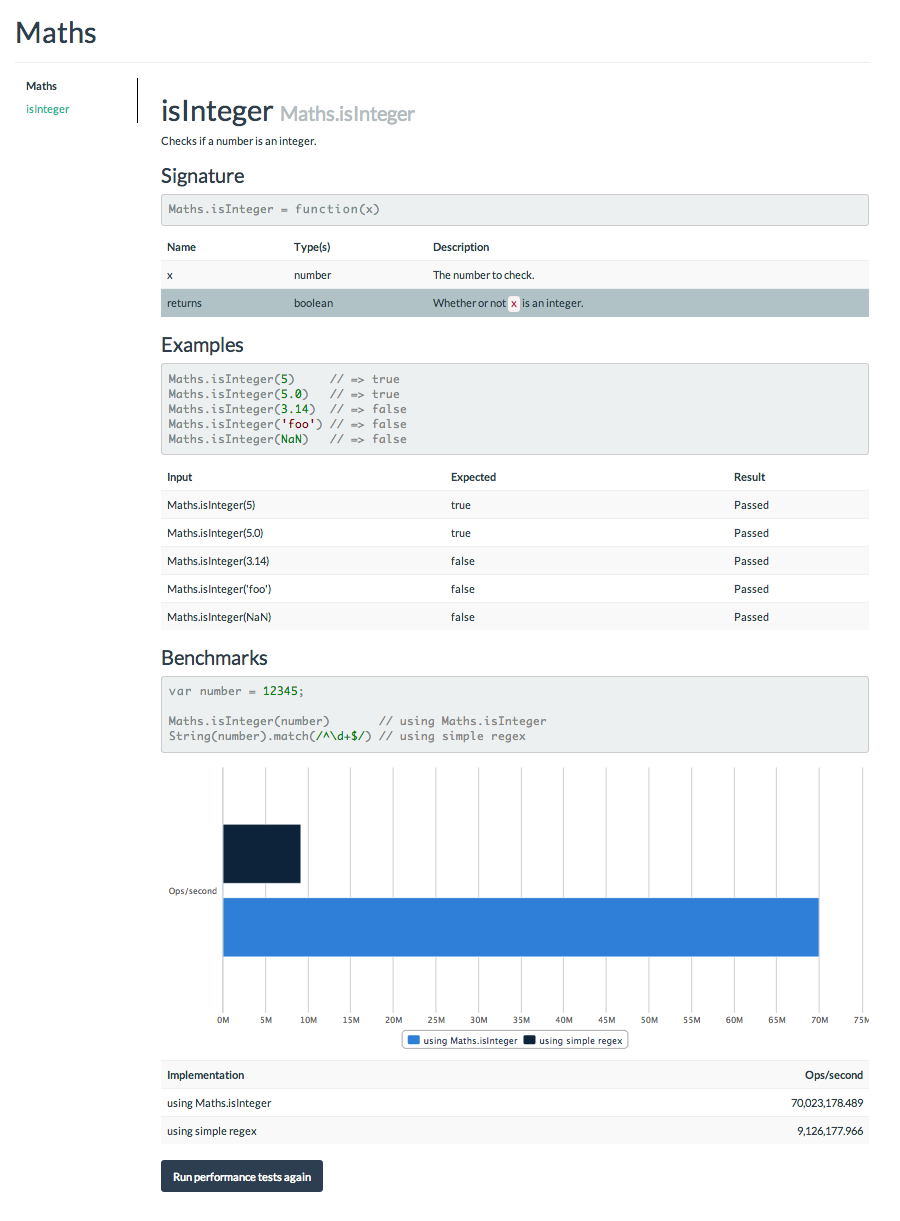 Maths
Maths
isInteger
isInteger Maths.isInteger
Checks if a number is an integer.
Signature
Maths.isInteger = function(x)
Name Type(s) Description
x number The number to check.
returns boolean Whether or not x is an integer.
Examples
Maths.isInteger(5) // => true
Maths.isInteger(5.0) // => true
Maths.isInteger(3.14) // => false
Maths.isInteger('foo') // => false
Maths.isInteger(NaN) // => false
Input Expected Result
Maths.isInteger(5) true Passed
Maths.isInteger(5.0) true Passed
Maths.isInteger(3.14) false Passed
Maths.isInteger('foo') false Passed
Maths.isInteger(NaN) false Passed
Benchmarks
var number = 12345;
Maths.isInteger(number) // using Maths.isInteger
String(number).match(/^\d+$/) // using simple regex
Ops/second
0M 5M 10M 15M 20M 25M 30M 35M 40M 45M 50M 55M 60M 65M 70M 75M
using Maths.isInteger using simple regex
Implementation Ops/second
using Maths.isInteger 70,023,178.489
using simple regex 9,126,177.966
Run performance tests again